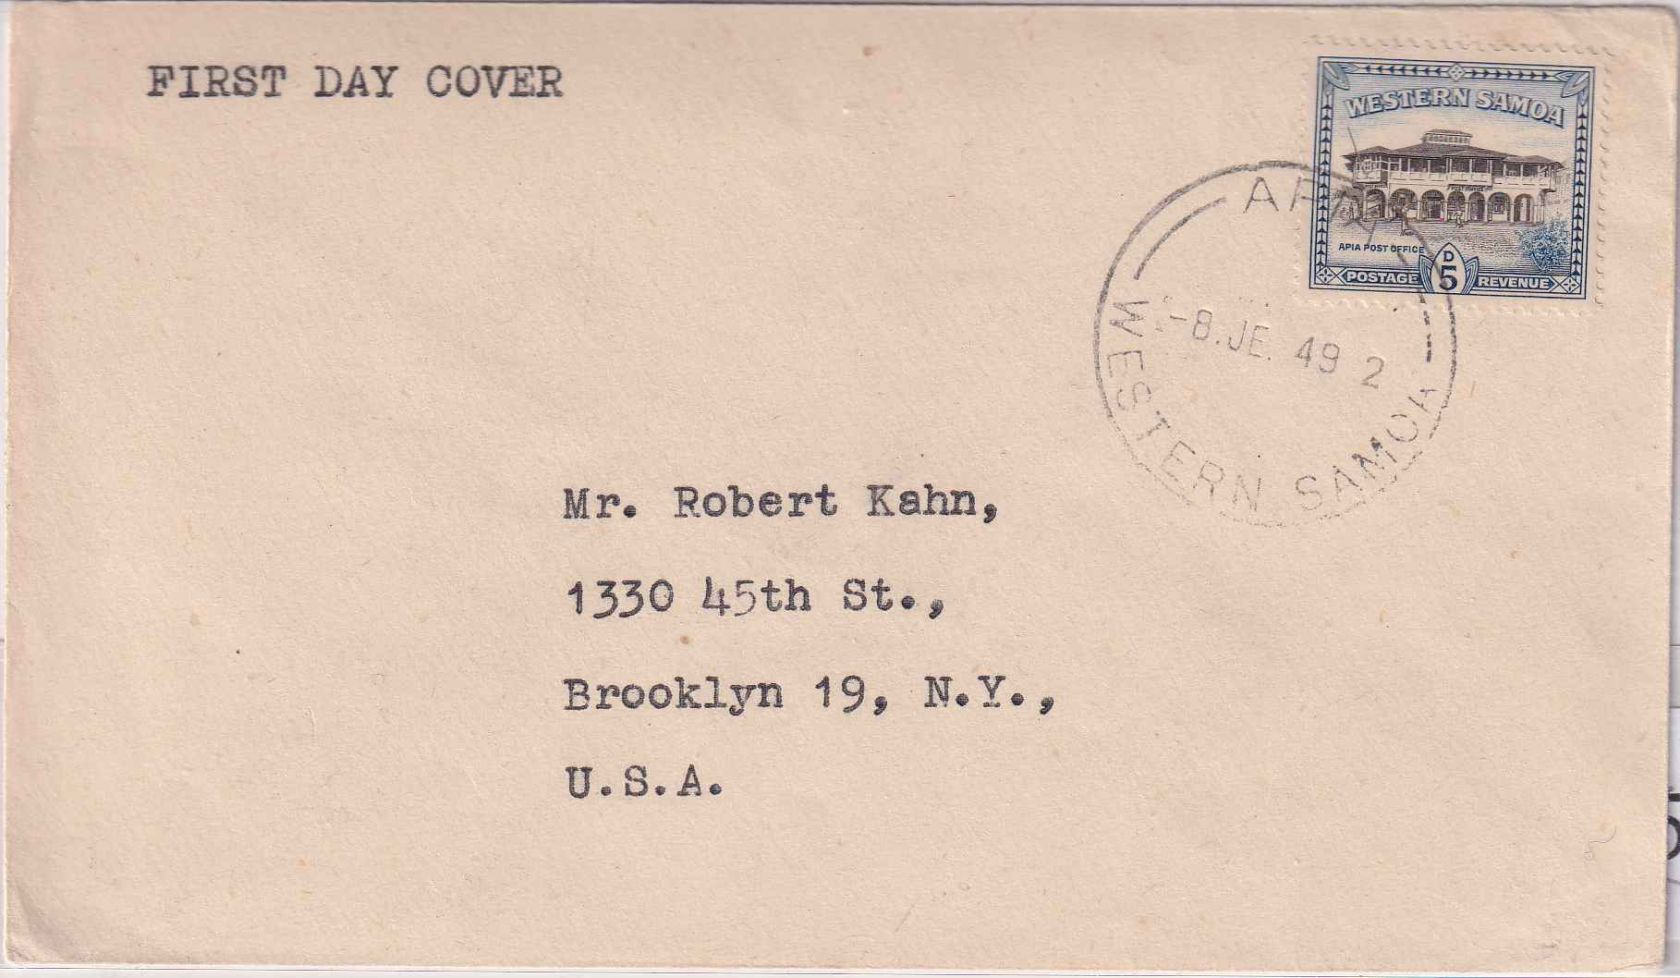 FIRST DAY COVER
WESTERN SAMOA
APIA POST OFFICE
D
5
POSTAGE
REVENUE
APIA
-8.JE.49 2
WESTERN SAMOA
Mr. Robert Kahn,
1330 45th St.,
Brooklyn 19, N.Y.,
U.S.A.